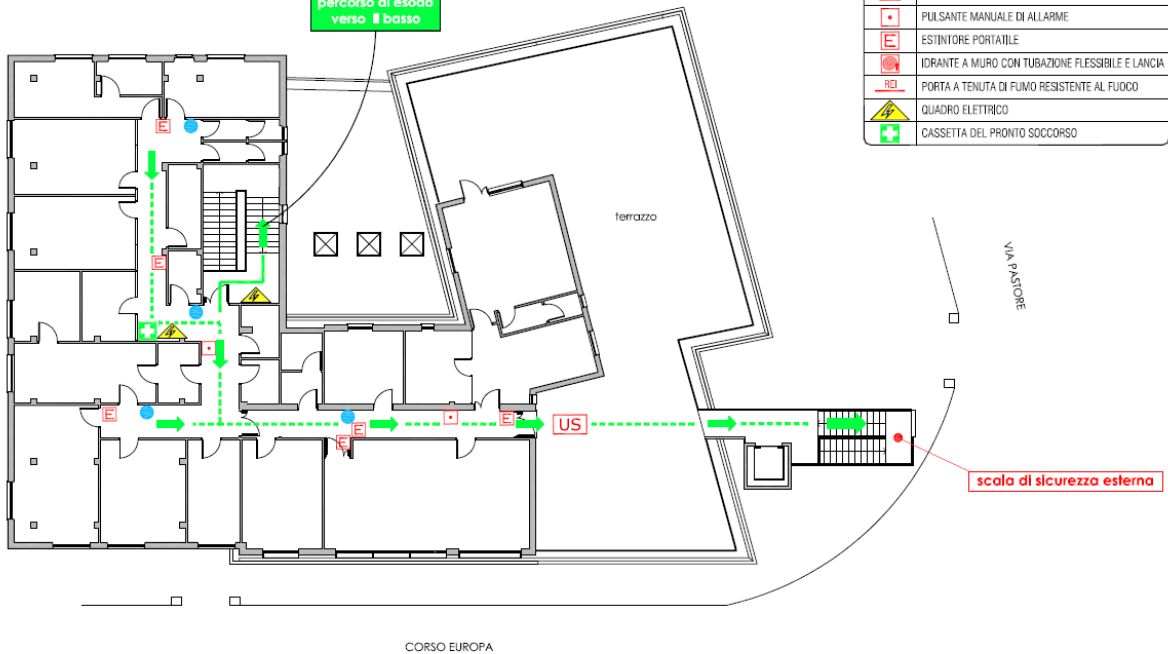 percorso di esodo
verso il basso
PULSANTE MANUALE DI ALLARME
E
ESTINTORE PORTATILE
IDRANTE A MURO CON TUBAZIONE FLESSIBILE E LANCIA
REI
PORTA A TENUTA DI FUMO RESISTENTE AL FUOCO
QUADRO ELETTRICO
CASSETTA DEL PRONTO SOCCORSO
E
terrazzo
VIA PASTORE
E
E
E
E
E
US
scala di sicurezza esterna
CORSO EUROPA